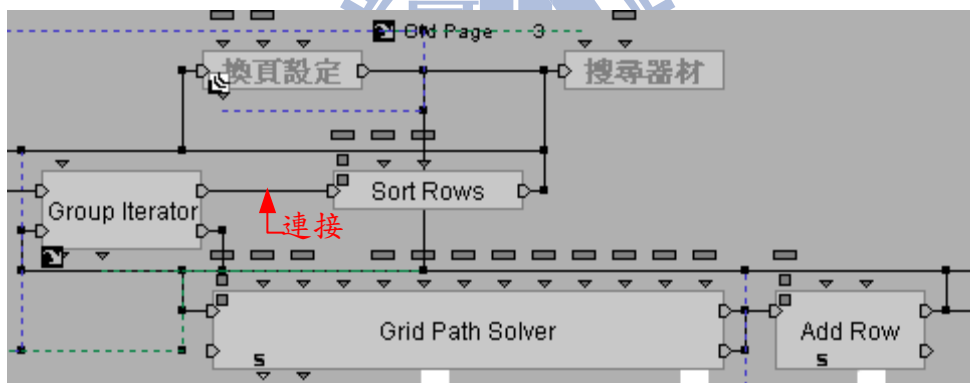 Old Page 3
換頁設定
搜尋器材
Sort Rows
Group Iterator
連接
Grid Path Solver
Add Row
S
S